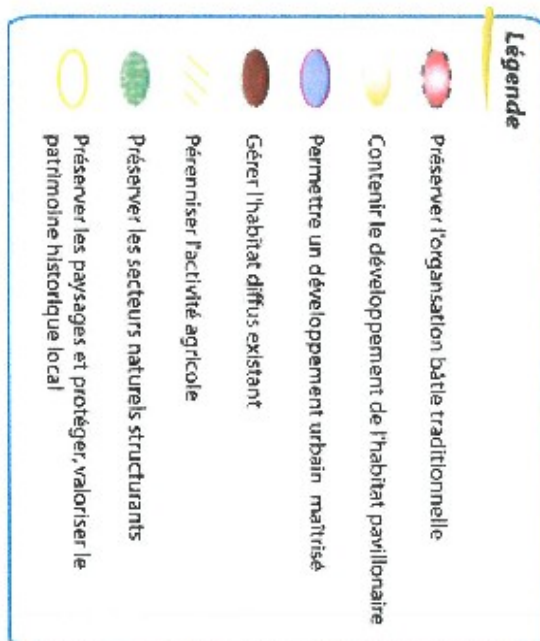 Légende
Préserver l'organsation bâtie traditionnelle
Contenir le développement de l'habitat pavillonaire
Permettre un développement urbain maîtrisé
Gérer l'habitat diffus existant
Pérenniser l'activité agricole
Préserver les secteurs naturels structurants
Préserver les paysages et protéger, valoriser le
patrimoine historique local